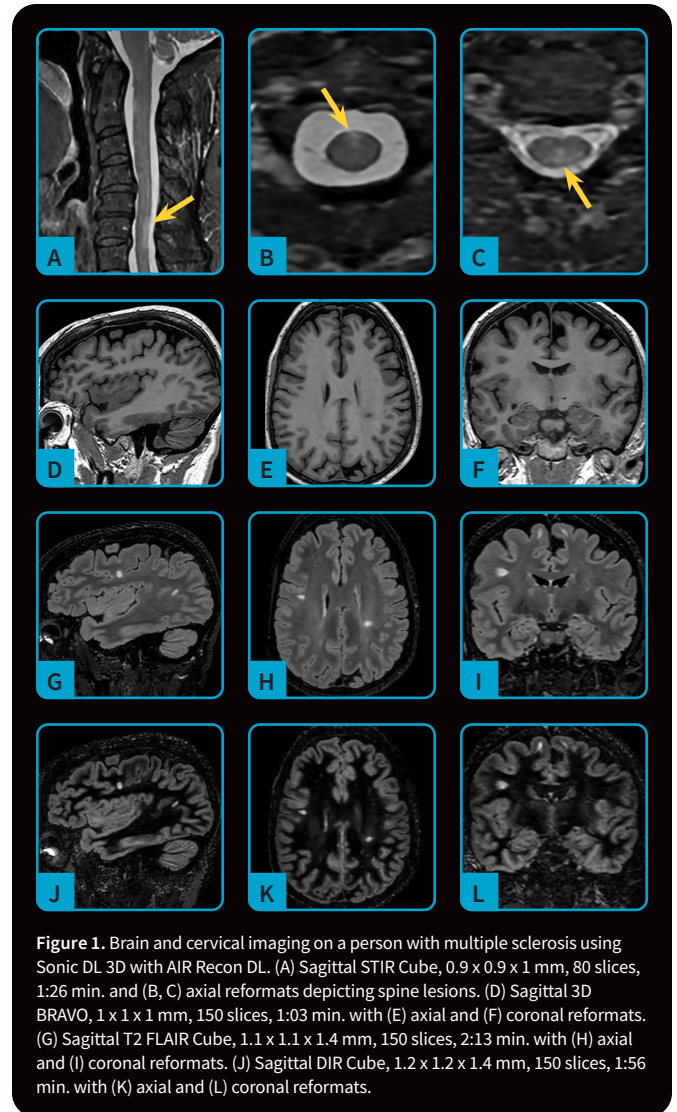 A
B
C
D
E
F
G
H
I
J
K
L
Figure 1. Brain and cervical imaging on a person with multiple sclerosis using
Sonic DL 3D with AIR Recon DL. (A) Sagittal STIR Cube, 0.9 x 0.9 x 1 mm, 80 slices,
1:26 min. and (B, C) axial reformats depicting spine lesions. (D) Sagittal 3D
BRAVO, 1 x 1 x 1 mm, 150 slices, 1:03 min. with (E) axial and (F) coronal reformats.
(G) Sagittal T2 FLAIR Cube, 1.1 x 1.1 x 1.4 mm, 150 slices, 2:13 min. with (H) axial
and (I) coronal reformats. (J) Sagittal DIR Cube, 1.2 x 1.2 x 1.4 mm, 150 slices, 1:56
min. with (K) axial and (L) coronal reformats.